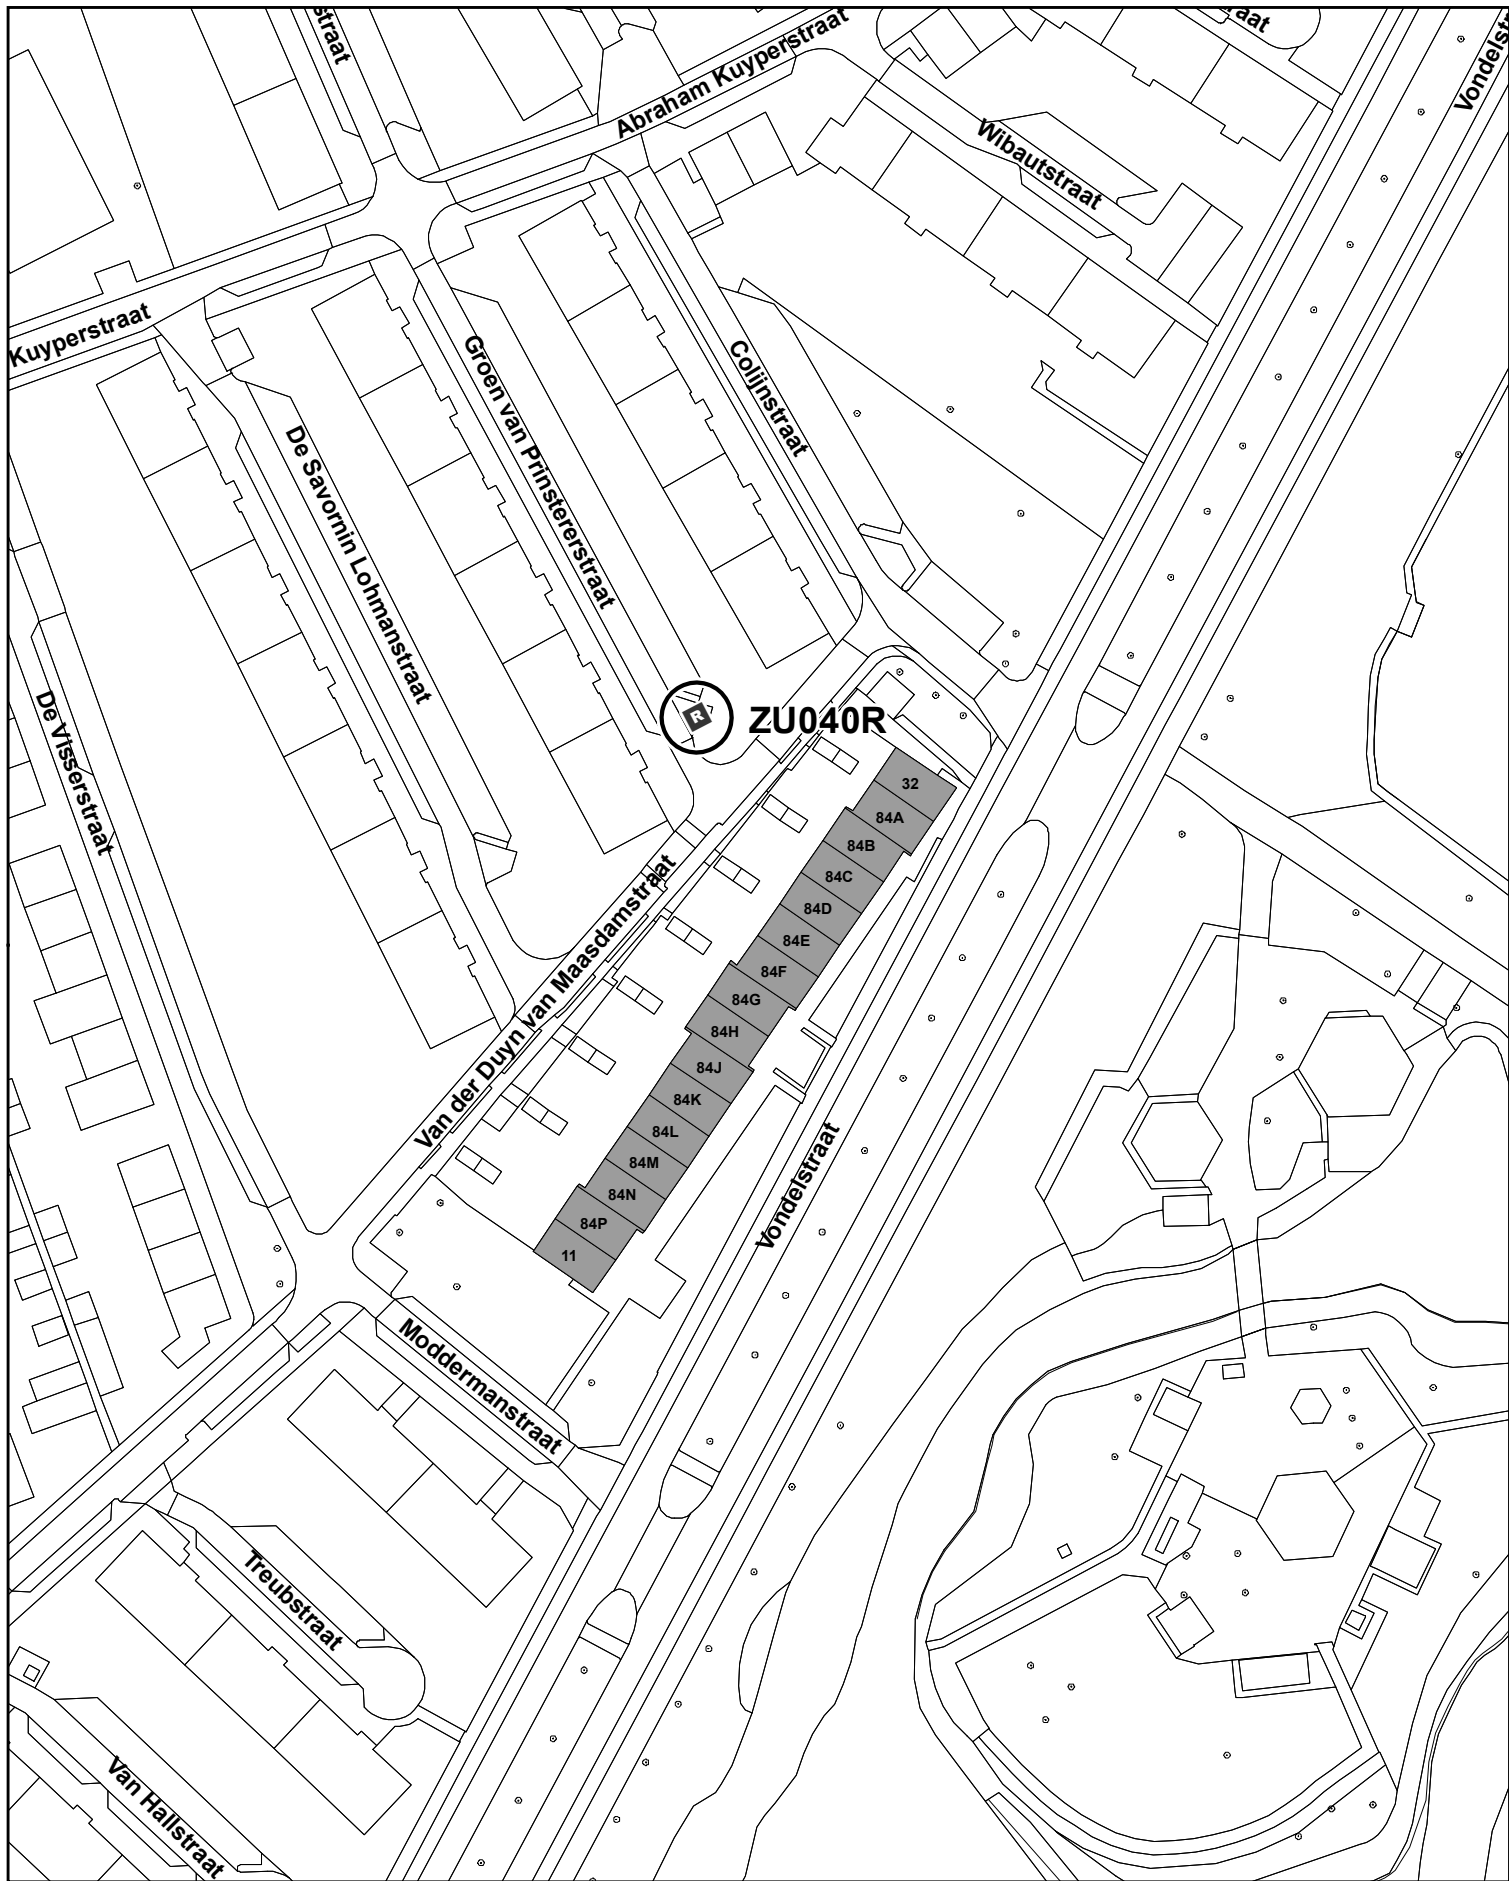 straat
Abraham Kuyperstraat
raat
Vondelst
Wibautstraat
Kuyperstraat
Groen van Prinstererstraat
Colijnstraat
De Savornin Lohmanstraat
De Visserstraat
R
ZU040R
32
84A
84B
84C
84D
84E
84F
84G
84H
84J
84K
84L
84M
84N
84P
11
Van der Duyn van Maasdamstraat
Vondelstraat
Moddermanstraat
Treubstraat
Van Hallstraat